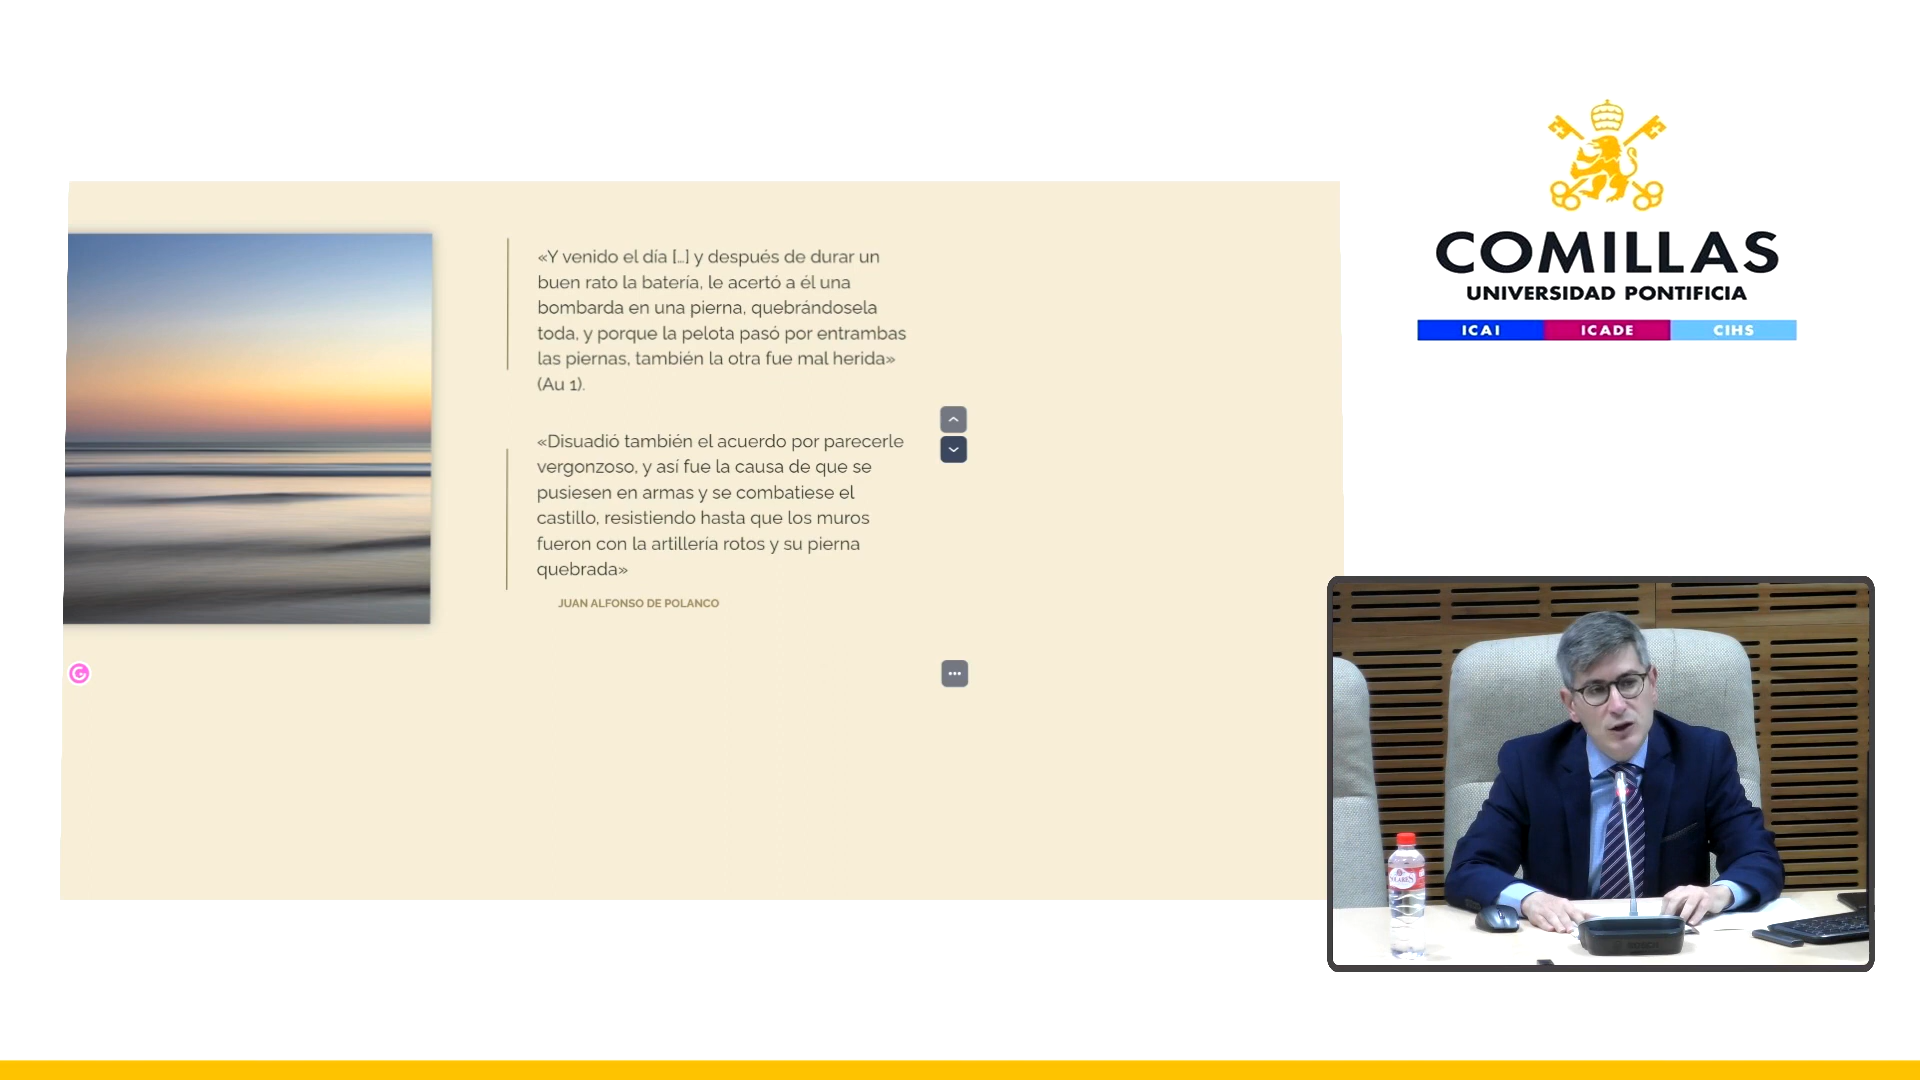 «Y venido el día [...] y después de durar un
buen rato la batería, le acertó a él una
bombarda en una pierna, quebrándosela
toda, y porque la pelota pasó por entrambas
las piernas, también la otra fue mal herida»
(Au 1).
«Disuadió también el acuerdo por parecerle
vergonzoso, y así fue la causa de que se
pusiesen en armas y se combatiese el
castillo, resistiendo hasta que los muros
fueron con la artillería rotos y su pierna
quebrada»
JUAN ALFONSO DE POLANCO
COMILLAS
UNIVERSIDAD PONTIFICIA
ICAI ICADE CIHS